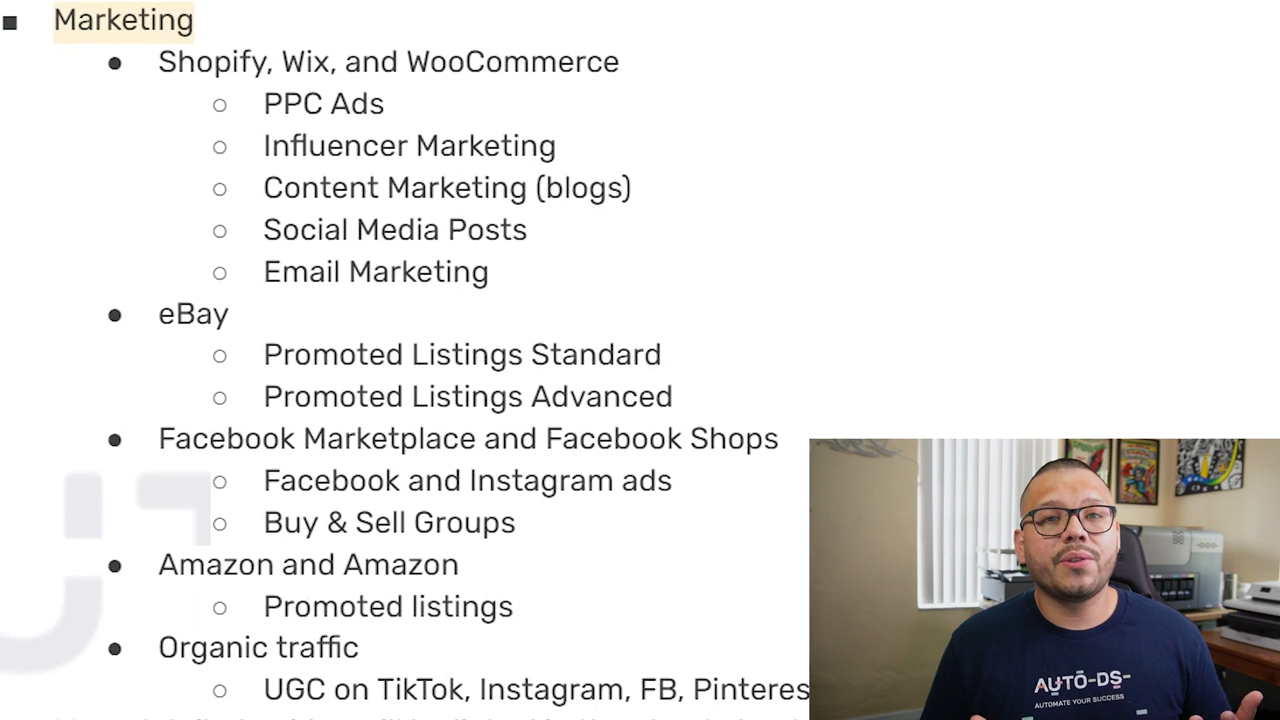 Marketing
Shopify, Wix, and WooCommerce
PPC Ads
Influencer Marketing
Content Marketing (blogs)
Social Media Posts
Email Marketing
eBay
Promoted Listings Standard
Promoted Listings Advanced
Facebook Marketplace and Facebook Shops
Facebook and Instagram ads
Buy & Sell Groups
Amazon and Amazon
Promoted listings
Organic traffic
UGC on TikTok, Instagram, FB, Pinteres
AUTO-DS-
AUTOMATE YOUR SUCCESS